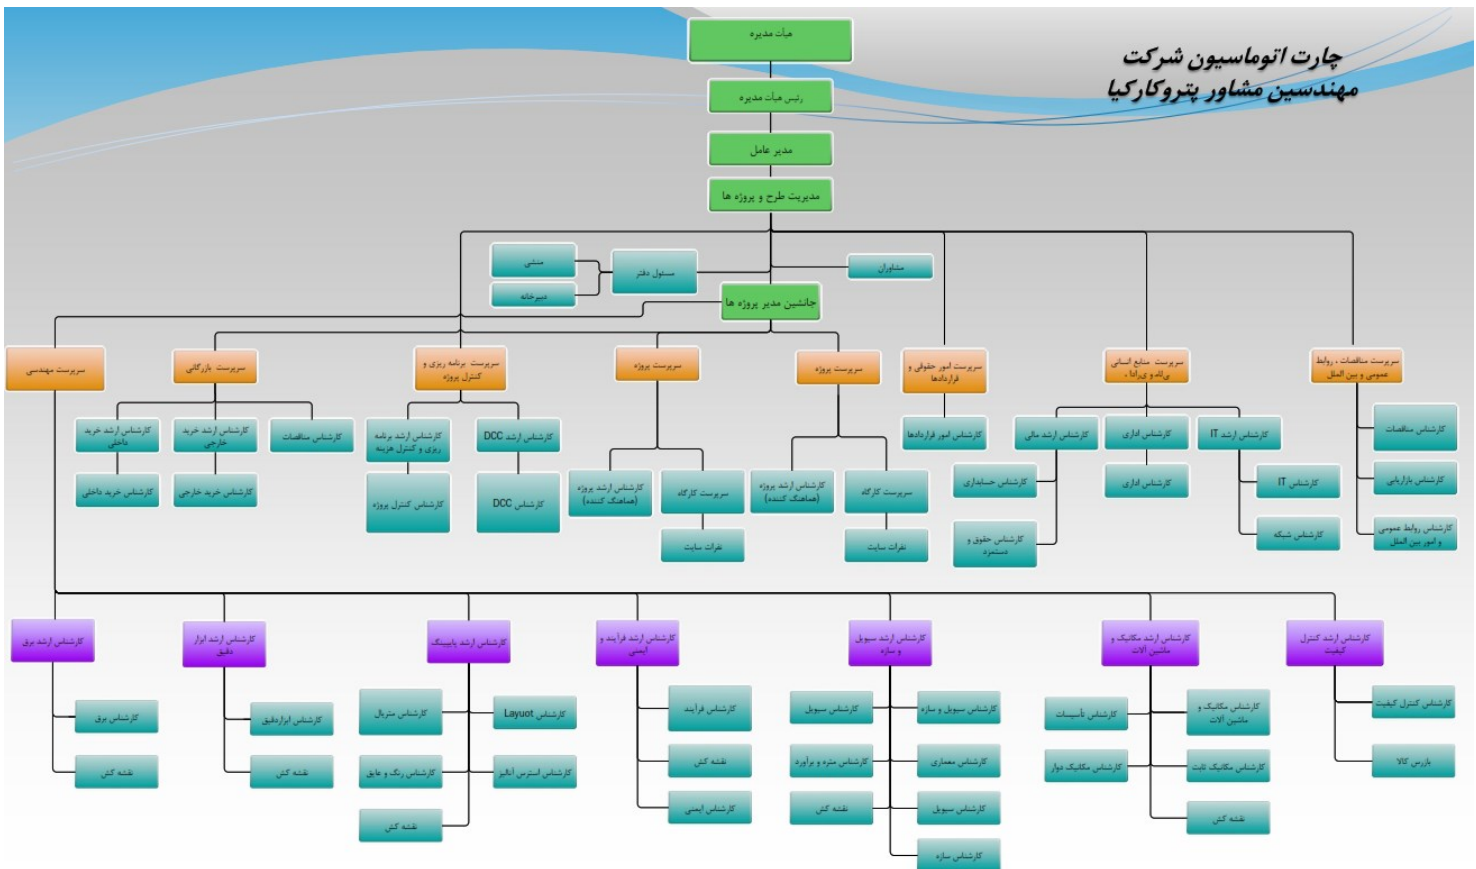 چارت اتوماسیون شرکت
مهندسین مشاور پتروکارکیا
هیأت مدیره
رئیس هیأت مدیره
مدیر عامل
مدیریت طرح و پروژه ها
مشاوران
مسئول دفتر
منشی
دبیرخانه
جانشین مدیر پروژه ها
سرپرست مناقصات ، روابط
عمومی و بین الملل
سرپرست منابع انسانی
، اداری و مالی
سرپرست امور حقوقی و
قراردادها
سرپرست پروژه
سرپرست پروژه
سرپرست برنامه ریزی و
کنترل پروژه
سرپرست بازرگانی
سرپرست مهندسی
کارشناس مناقصات
کارشناس بازاریابی
کارشناس روابط عمومی
و امور بین الملل
کارشناس ارشد IT
کارشناس IT
کارشناس شبکه
کارشناس اداری
کارشناس اداری
کارشناس ارشد مالی
کارشناس حسابداری
کارشناس حقوق و
دستمزد
کارشناس امور قراردادها
سرپرست کارگاه
نفرات سایت
کارشناس ارشد پروژه
(هماهنگ کننده)
سرپرست کارگاه
نفرات سایت
کارشناس ارشد پروژه
(هماهنگ کننده)
کارشناس ارشد DCC
کارشناس DCC
کارشناس ارشد برنامه
ریزی و کنترل هزینه
کارشناس کنترل پروژه
کارشناس مناقصات
کارشناس ارشد خرید
خارجی
کارشناس خرید خارجی
کارشناس ارشد خرید
داخلی
کارشناس خرید داخلی
کارشناس ارشد کنترل
کیفیت
کارشناس کنترل کیفیت
بازرس کالا
کارشناس ارشد مکانیک و
ماشین آلات
کارشناس مکانیک و
ماشین آلات
کارشناس تأسیسات
کارشناس مکانیک ثابت
کارشناس مکانیک دوار
نقشه کش
کارشناس ارشد سیویل
و سازه
کارشناس سیویل و سازه
کارشناس سیویل
کارشناس معماری
کارشناس متره و برآورد
کارشناس سیویل
نقشه کش
کارشناس سازه
کارشناس ارشد فرآیند و
ایمنی
کارشناس فرآیند
نقشه کش
کارشناس ایمنی
کارشناس ارشد پایپینگ
کارشناس Layuot
کارشناس متریال
کارشناس استرس آنالیز
کارشناس رنگ و عایق
نقشه کش
کارشناس ارشد ابزار
دقیق
کارشناس ابزاردقیق
نقشه کش
کارشناس ارشد برق
کارشناس برق
نقشه کش